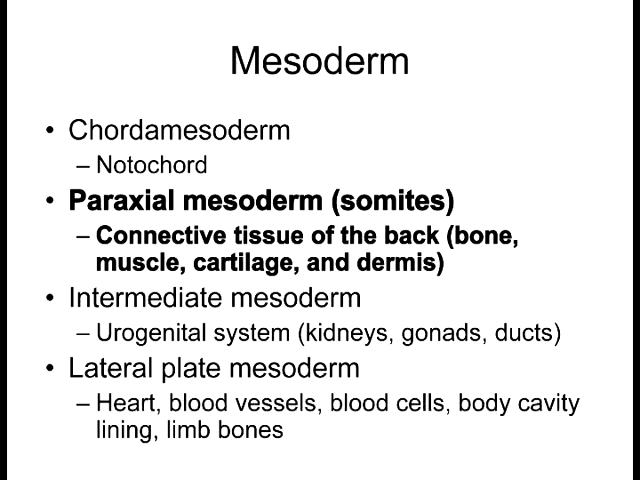 Mesoderm
• Chordamesoderm
– Notochord
• Paraxial mesoderm (somites)
– Connective tissue of the back (bone,
muscle, cartilage, and dermis)
• Intermediate mesoderm
– Urogenital system (kidneys, gonads, ducts)
• Lateral plate mesoderm
– Heart, blood vessels, blood cells, body cavity
lining, limb bones